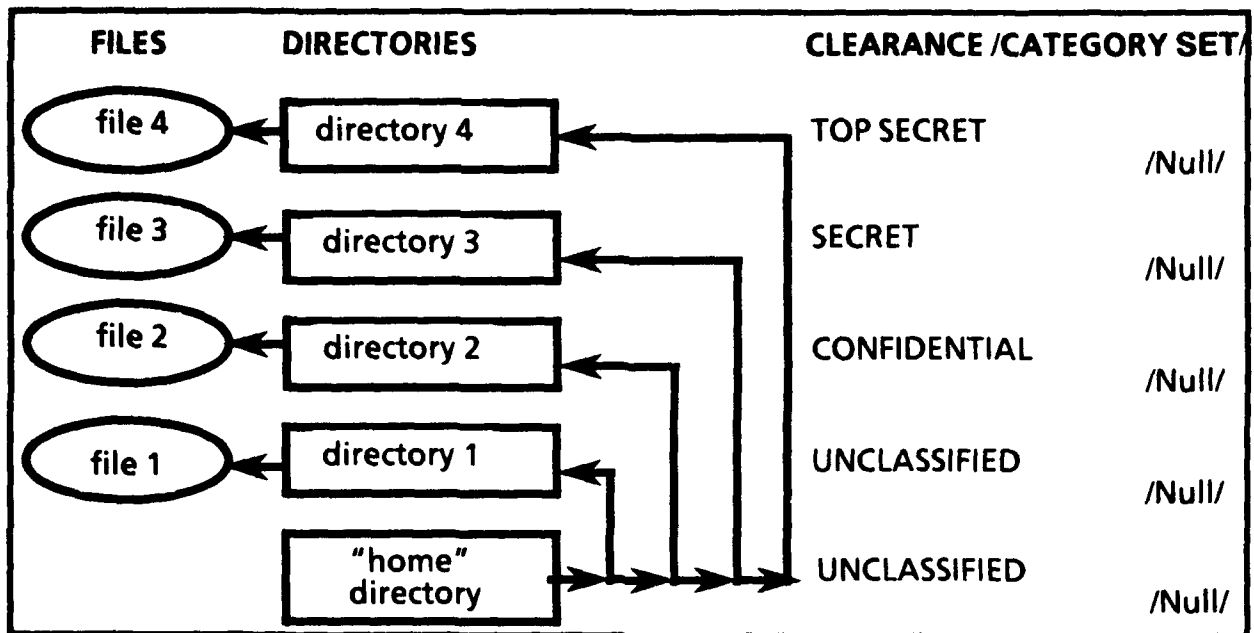 FILES DIRECTORIES CLEARANCE /CATEGORY SET/
file 4 directory 4 TOP SECRET
/Null/
file 3 directory 3 SECRET
/Null/
file 2 directory 2 CONFIDENTIAL
/Null/
file 1 directory 1 UNCLASSIFIED
/Null/
"home" UNCLASSIFIED
directory
/Null/